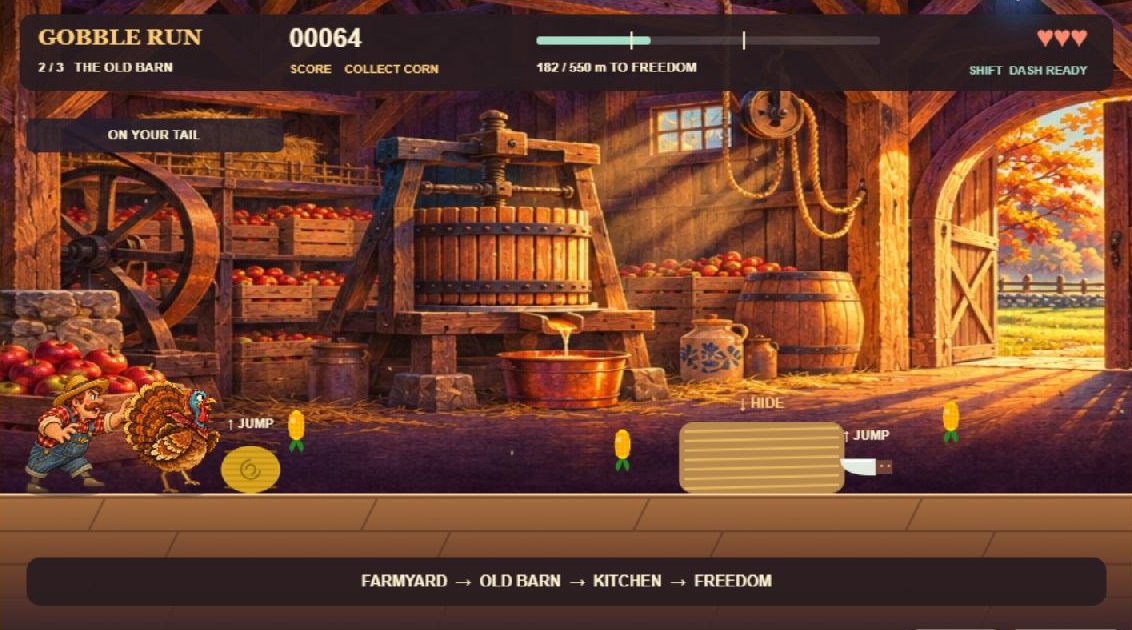 GOBBLE RUN
2 / 3 THE OLD BARN
00064
SCORE COLLECT CORN
182 / 550 m TO FREEDOM
SHIFT DASH READY
ON YOUR TAIL
↑ JUMP
↓ HIDE
↑ JUMP
FARMYARD → OLD BARN → KITCHEN → FREEDOM